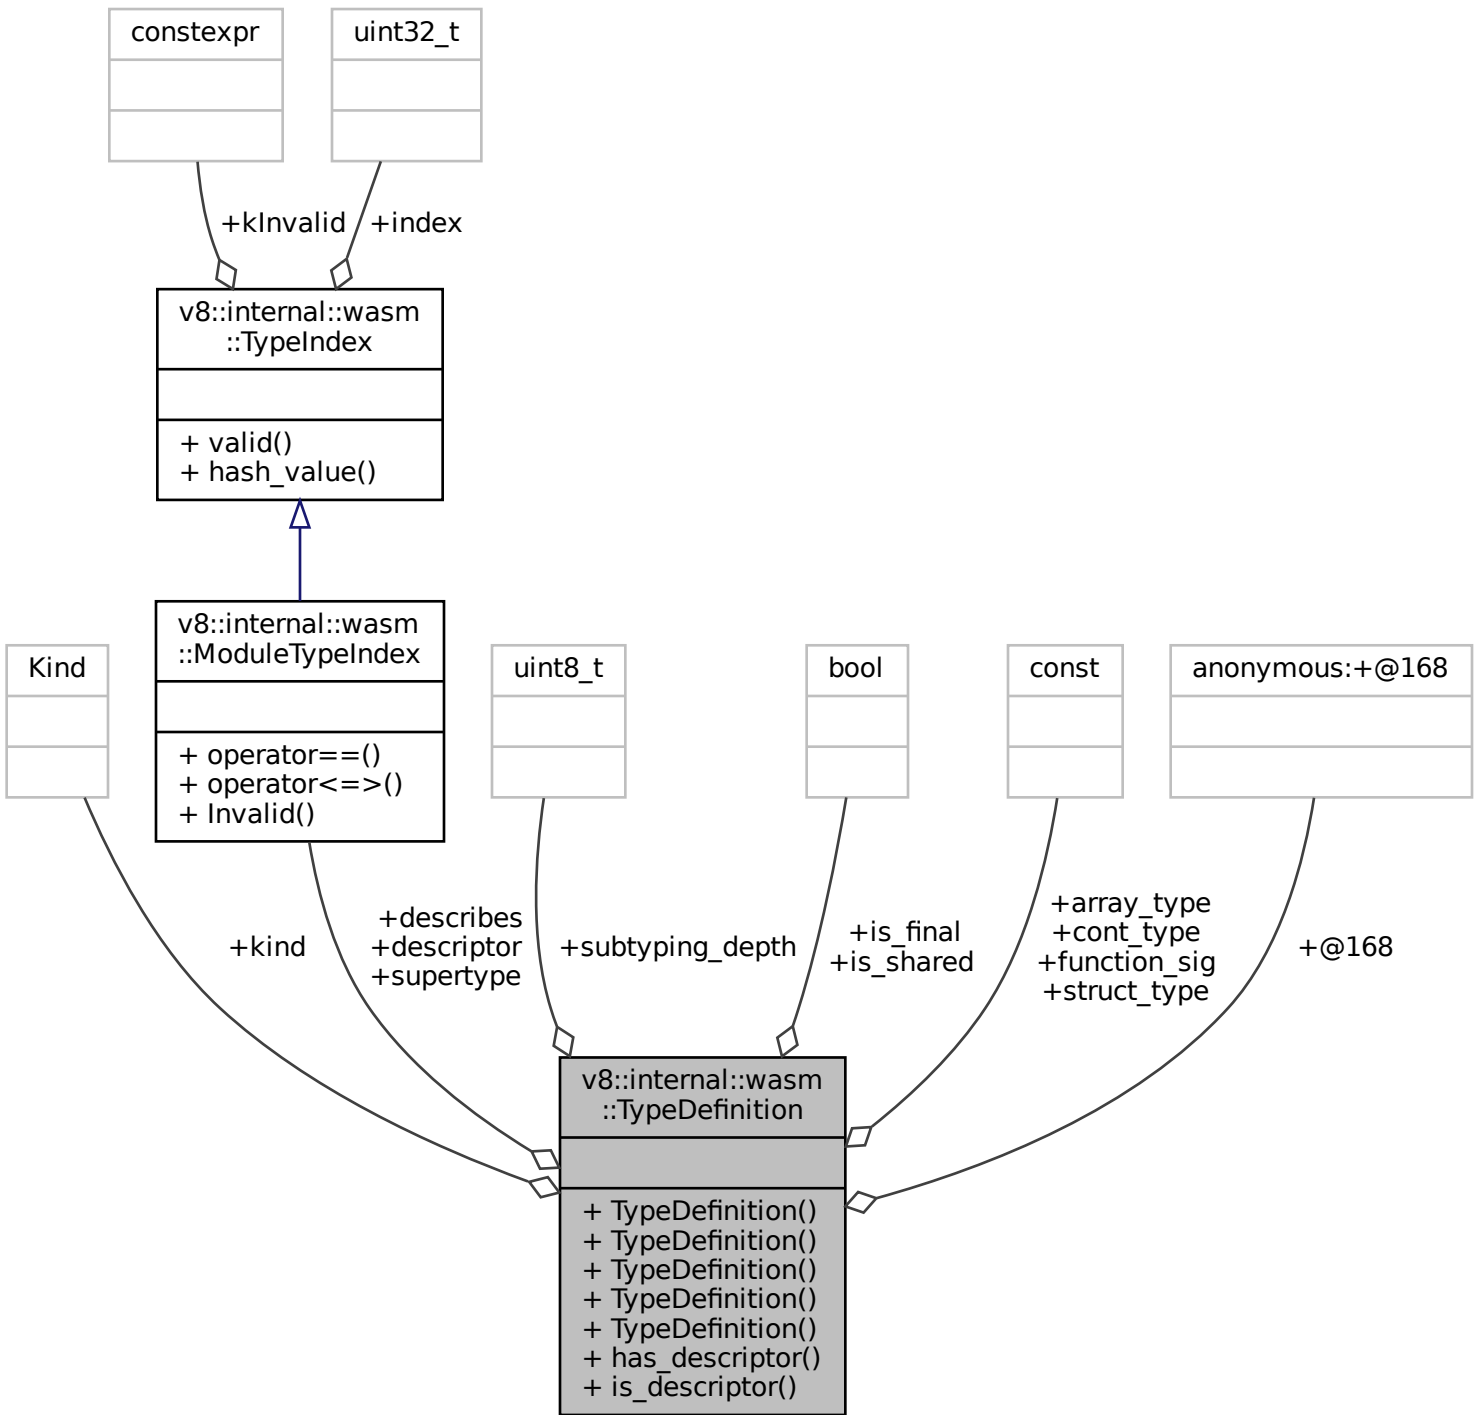 constexpr
uint32_t
+kInvalid
+index
v8::internal::wasm
::TypeIndex
+ valid()
+ hash_value()
Kind
v8::internal::wasm
::ModuleTypeIndex
+ operator==()
+ operator<=>()
+ Invalid()
uint8_t
bool
const
anonymous:+@168
+kind
+describes
+descriptor
+supertype
+subtyping_depth
+is_final
+is_shared
+array_type
+cont_type
+function_sig
+struct_type
+@168
v8::internal::wasm
::TypeDefinition
+ TypeDefinition()
+ TypeDefinition()
+ TypeDefinition()
+ TypeDefinition()
+ TypeDefinition()
+ has_descriptor()
+ is_descriptor()